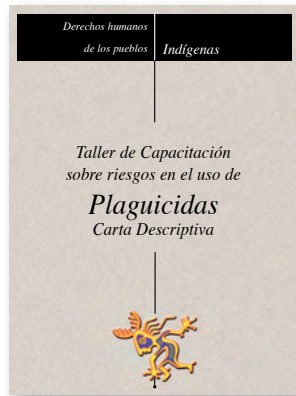 Derechos humanos
de los pueblos Indígenas
Taller de Capacitación
sobre riesgos en el uso de
Plaguicidas
Carta Descriptiva